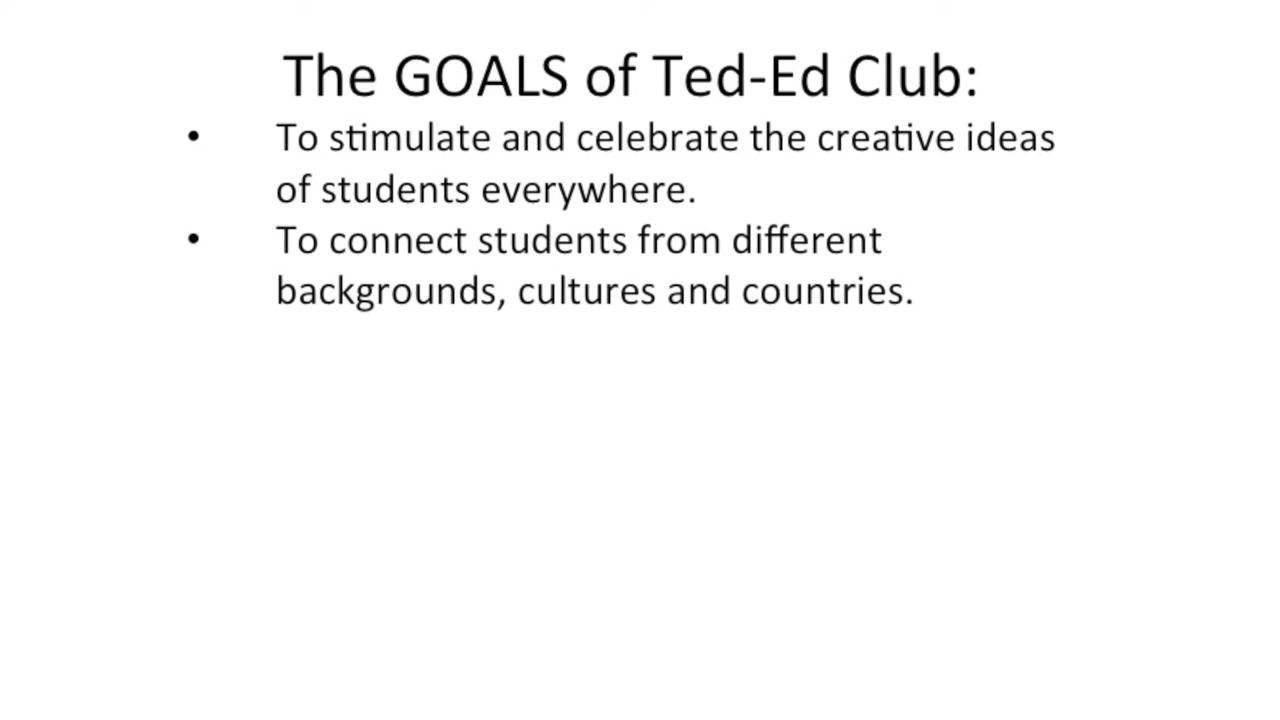 The GOALS of Ted-Ed Club:
• To stimulate and celebrate the creative ideas
of students everywhere.
• To connect students from different
backgrounds, cultures and countries.